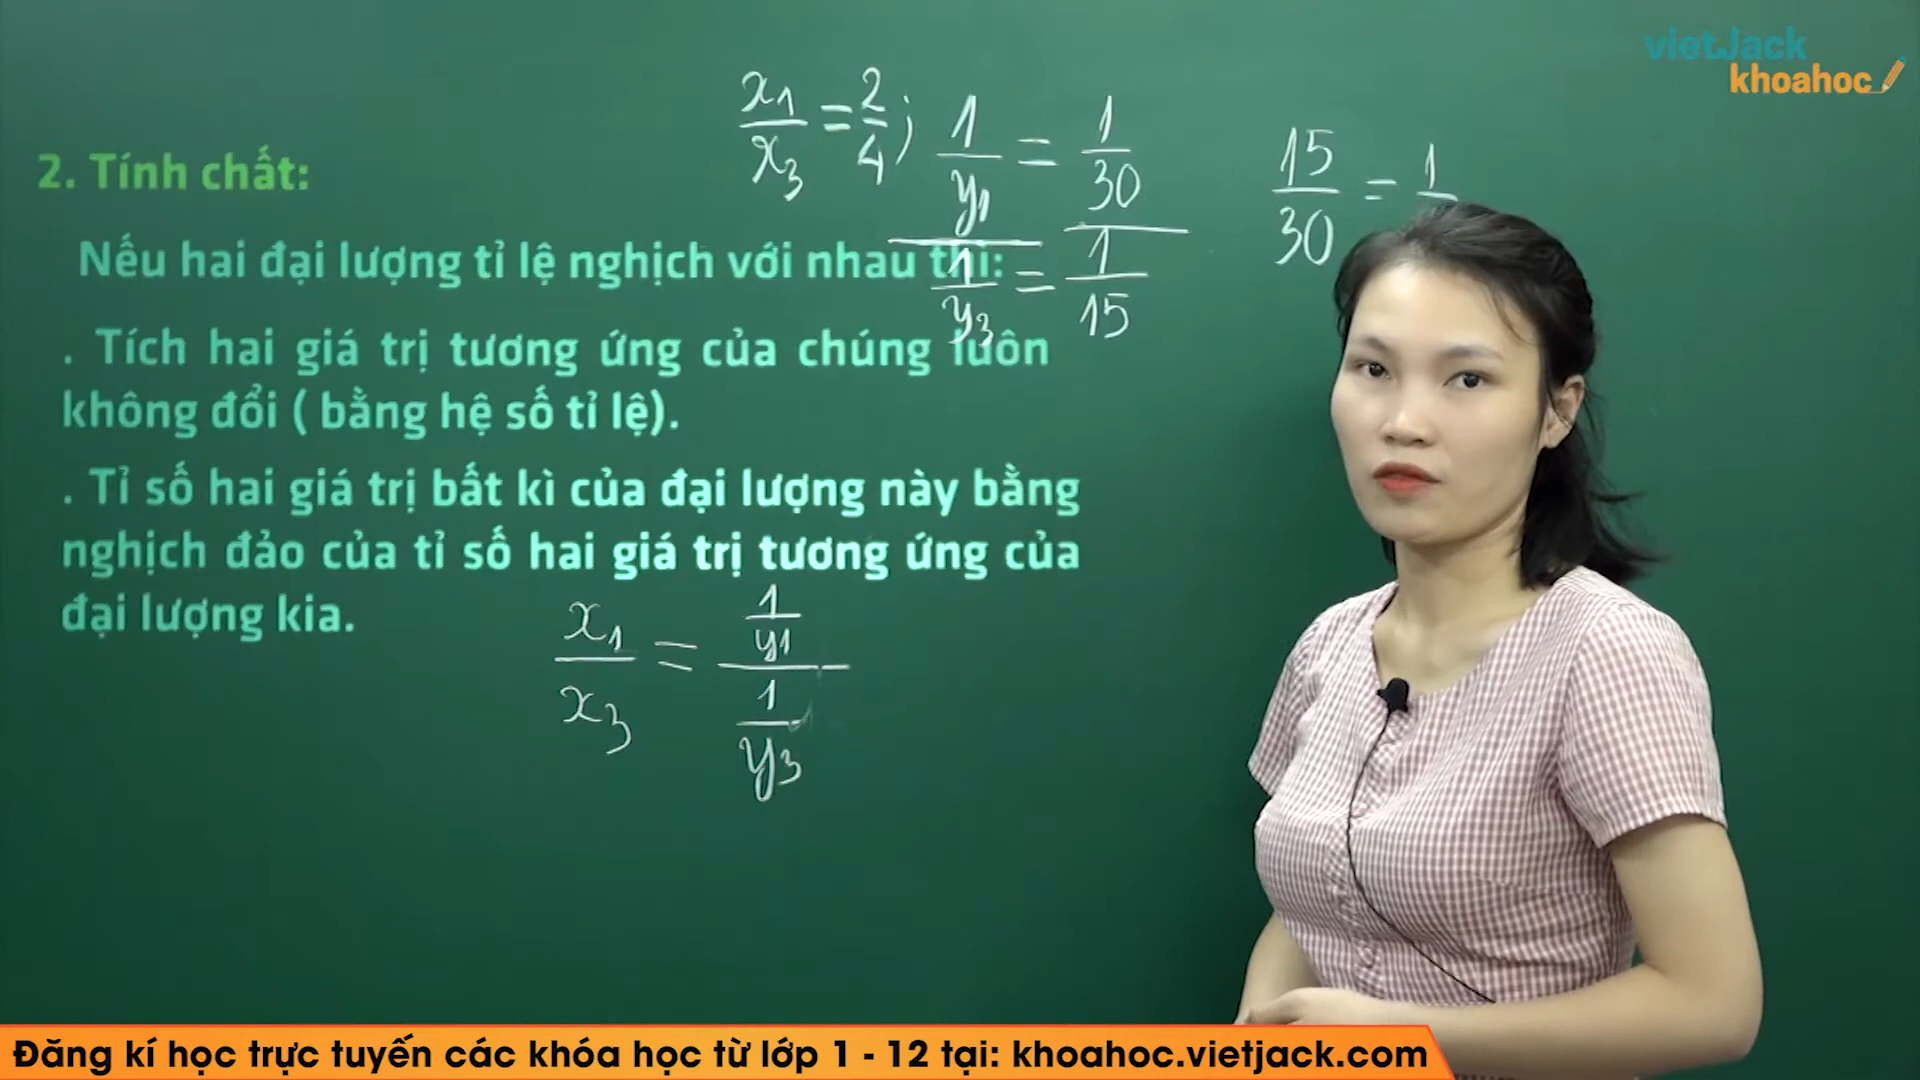 vietJack
khoahoc
x₁/x₃ = 2/4 ; (1/y₁)/(1/y₃) = (1/30)/(1/15)
15/30 = 1
2. Tính chất:
Nếu hai đại lượng tỉ lệ nghịch với nhau thì:
. Tích hai giá trị tương ứng của chúng luôn
không đổi ( bằng hệ số tỉ lệ).
. Tỉ số hai giá trị bất kì của đại lượng này bằng
nghịch đảo của tỉ số hai giá trị tương ứng của
đại lượng kia.
x₁/x₃ = (1/y₁)/(1/y₃)
Đăng kí học trực tuyến các khóa học từ lớp 1 - 12 tại: khoahoc.vietjack.com